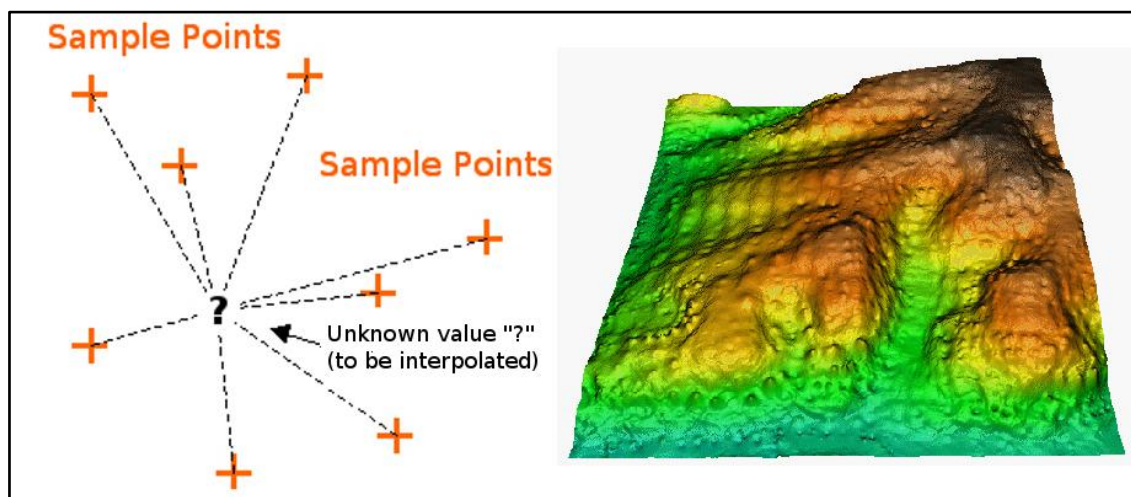 Sample Points
Sample Points
?
Unknown value "?"
(to be interpolated)